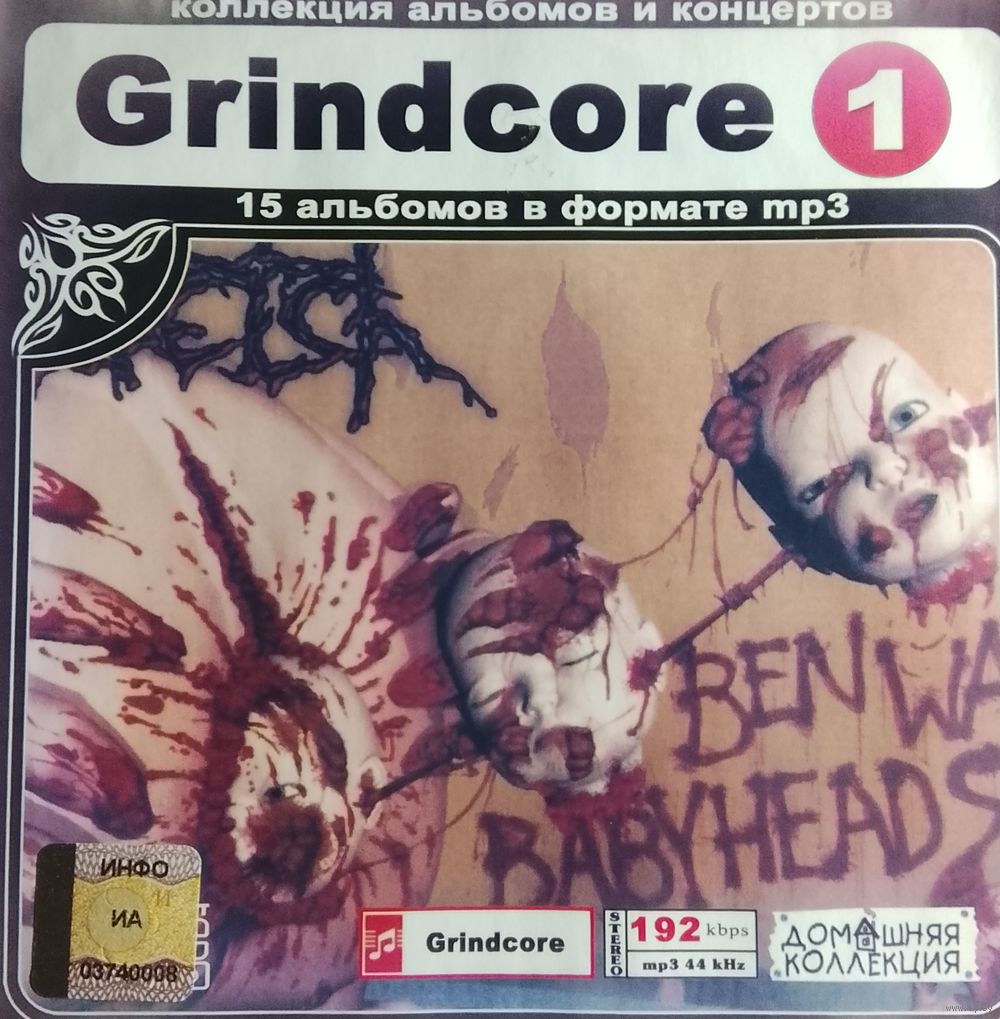 коллекция альбомов и концертов
Grindcore 1
15 альбомов в формате mp3
BEN WA
BABYHEADS
ИНФО
ИА
03740008
Grindcore
STEREO
192 kbps
mp3 44 kHz
ДОМАШНЯЯ
КОЛЛЕКЦИЯ